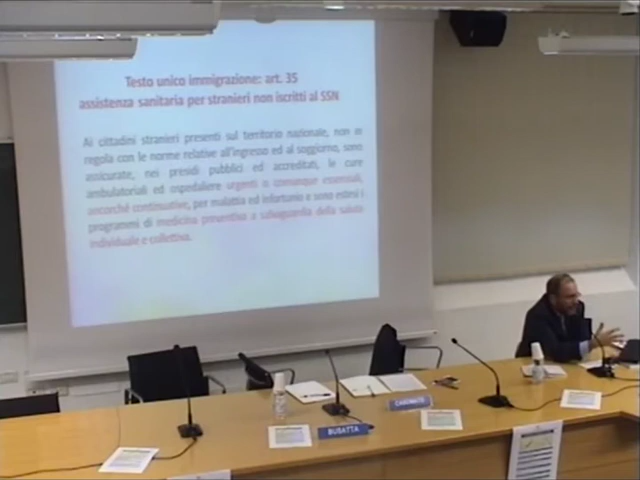 Testo unico immigrazione: art. 35
assistenza sanitaria per stranieri non iscritti al SSN
Ai cittadini stranieri presenti sul territorio nazionale, non in
regola con le norme relative all'ingresso ed al soggiorno, sono
assicurate, nei presidi pubblici ed accreditati, le cure
ambulatoriali ed ospedaliere urgenti o comunque essenziali,
ancorché continuative, per malattia ed infortunio e sono estesi i
programmi di medicina preventiva a salvaguardia della salute
individuale e collettiva.
BUSATTA